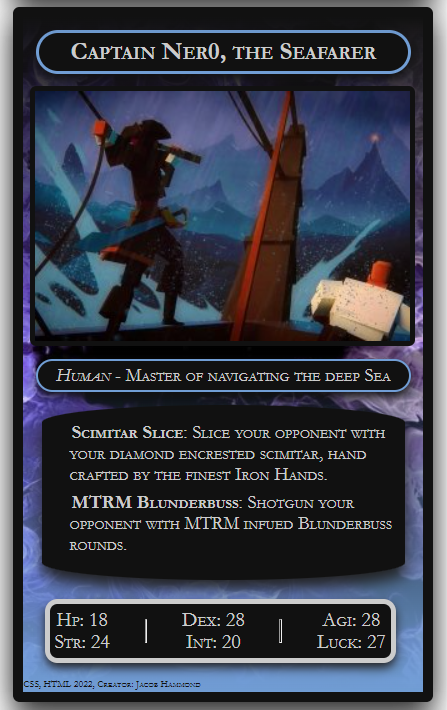 Captain Ner0, the Seafarer
Human - Master of navigating the deep Sea
Scimitar Slice: Slice your opponent with
your diamond encrested scimitar, hand
crafted by the finest Iron Hands.
MTRM Blunderbuss: Shotgun your
opponent with MTRM infued Blunderbuss
rounds.
Hp: 18 | Dex: 28 | Agi: 28
Str: 24 Int: 20 Luck: 27
CSS, HTML 2022, Creator: Jacob Hammond